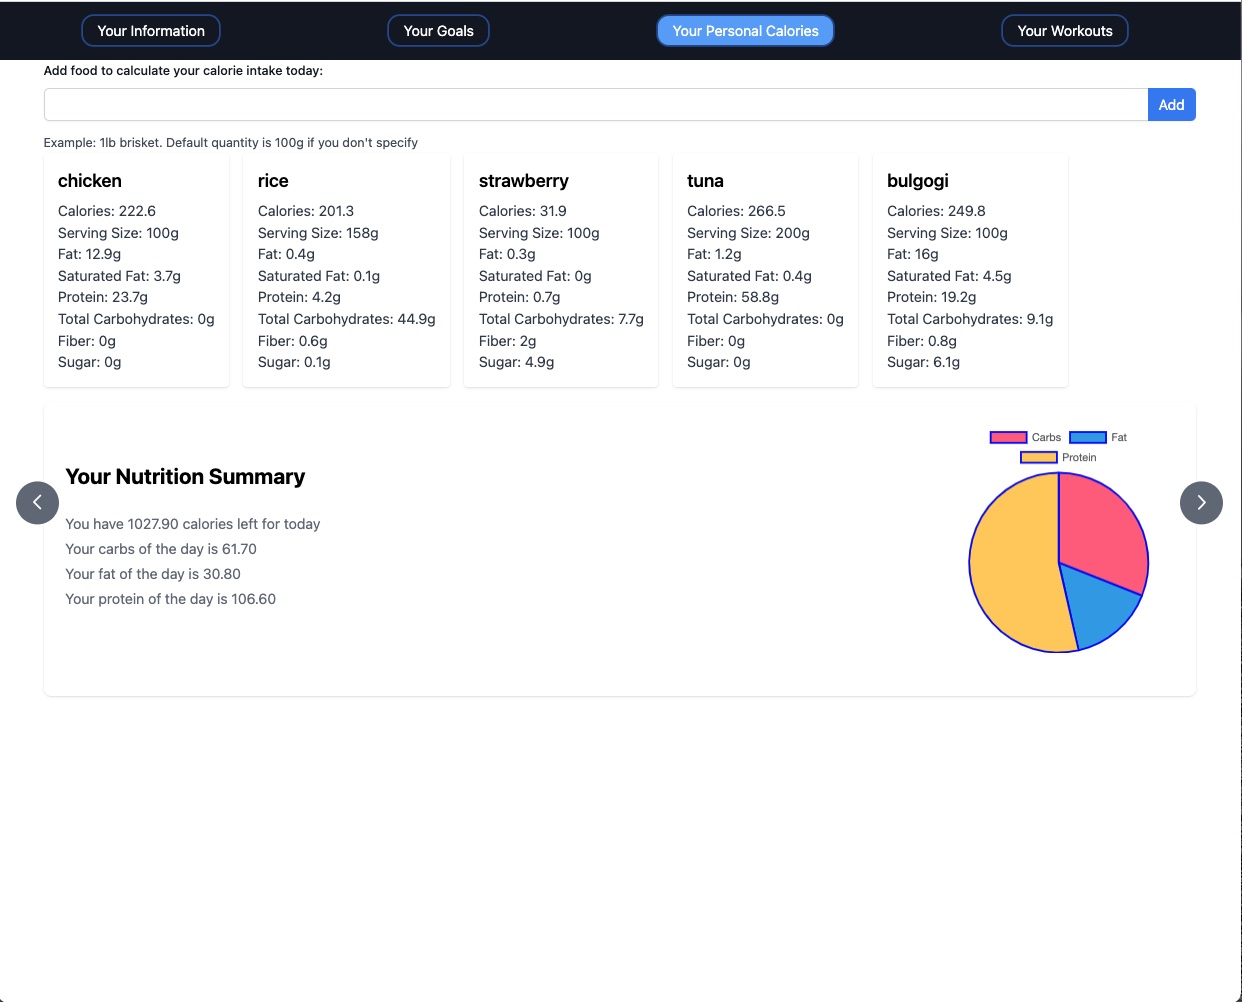 Your Information
Your Goals
Your Personal Calories
Your Workouts
Add food to calculate your calorie intake today:
Add
Example: 1lb brisket. Default quantity is 100g if you don't specify
chicken
Calories: 222.6
Serving Size: 100g
Fat: 12.9g
Saturated Fat: 3.7g
Protein: 23.7g
Total Carbohydrates: 0g
Fiber: 0g
Sugar: 0g
rice
Calories: 201.3
Serving Size: 158g
Fat: 0.4g
Saturated Fat: 0.1g
Protein: 4.2g
Total Carbohydrates: 44.9g
Fiber: 0.6g
Sugar: 0.1g
strawberry
Calories: 31.9
Serving Size: 100g
Fat: 0.3g
Saturated Fat: 0g
Protein: 0.7g
Total Carbohydrates: 7.7g
Fiber: 2g
Sugar: 4.9g
tuna
Calories: 266.5
Serving Size: 200g
Fat: 1.2g
Saturated Fat: 0.4g
Protein: 58.8g
Total Carbohydrates: 0g
Fiber: 0g
Sugar: 0g
bulgogi
Calories: 249.8
Serving Size: 100g
Fat: 16g
Saturated Fat: 4.5g
Protein: 19.2g
Total Carbohydrates: 9.1g
Fiber: 0.8g
Sugar: 6.1g
Your Nutrition Summary
You have 1027.90 calories left for today
Your carbs of the day is 61.70
Your fat of the day is 30.80
Your protein of the day is 106.60
Carbs
Fat
Protein